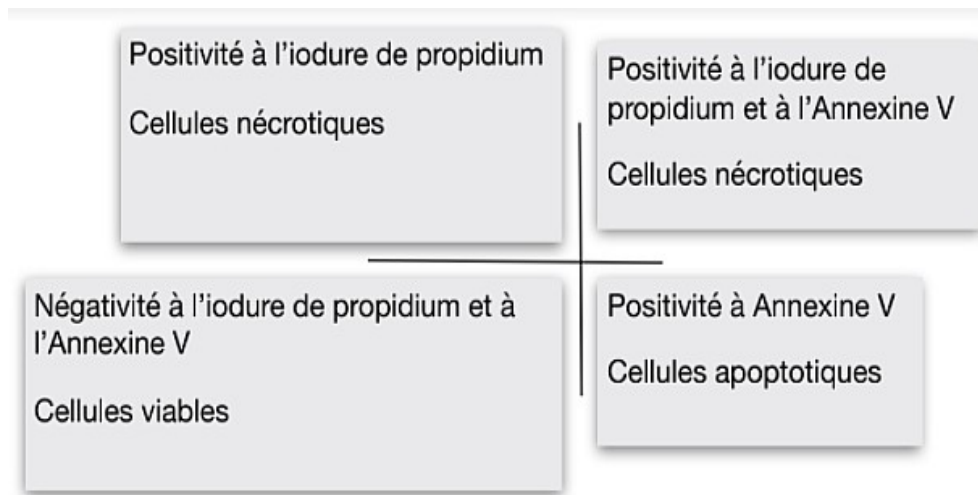 Positivité à l’iodure de propidium
Cellules nécrotiques
Positivité à l’iodure de
propidium et à l’Annexine V
Cellules nécrotiques
Négativité à l’iodure de propidium et à
l’Annexine V
Cellules viables
Positivité à Annexine V
Cellules apoptotiques